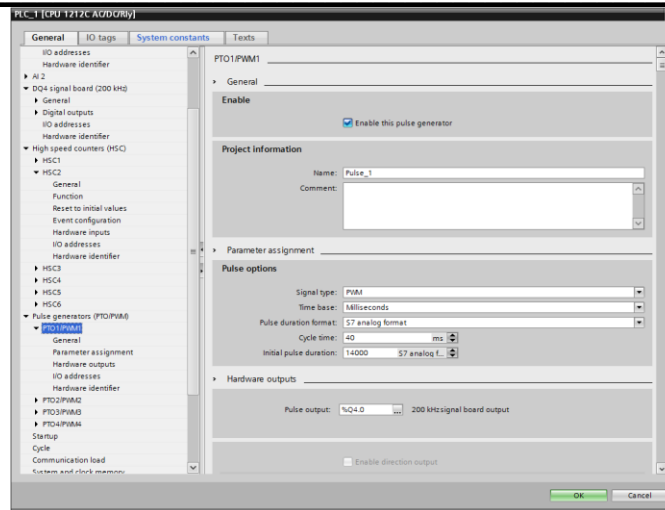 PLC_1 [CPU 1212C AC/DC/Rly]
General IO tags System constants Texts
I/O addresses
Hardware identifier
AI 2
DQ4 signal board (200 kHz)
General
Digital outputs
I/O addresses
Hardware identifier
High speed counters (HSC)
HSC1
HSC2
General
Function
Reset to initial values
Event configuration
Hardware inputs
I/O addresses
Hardware identifier
HSC3
HSC4
HSC5
HSC6
Pulse generators (PTO/PWM)
PTO1/PWM1
General
Parameter assignment
Hardware outputs
I/O addresses
Hardware identifier
PTO2/PWM2
PTO3/PWM3
PTO4/PWM4
Startup
Cycle
Communication load
System and clock memory
PTO1/PWM1
General
Enable
Enable this pulse generator
Project information
Name: Pulse_1
Comment:
Parameter assignment
Pulse options
Signal type: PWM
Time base: Milliseconds
Pulse duration format: S7 analog format
Cycle time: 40 ms
Initial pulse duration: 14000 S7 analog f...
Hardware outputs
Pulse output: %Q4.0 ... 200 kHz signal board output
Enable direction output
OK Cancel